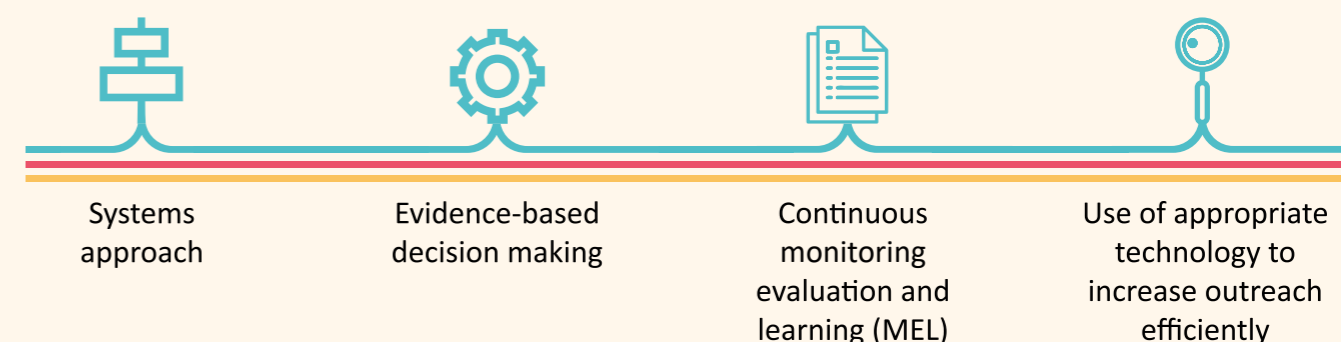 Systems
approach
Evidence-based
decision making
Continuous
monitoring
evaluation and
learning (MEL)
Use of appropriate
technology to
increase outreach
efficiently